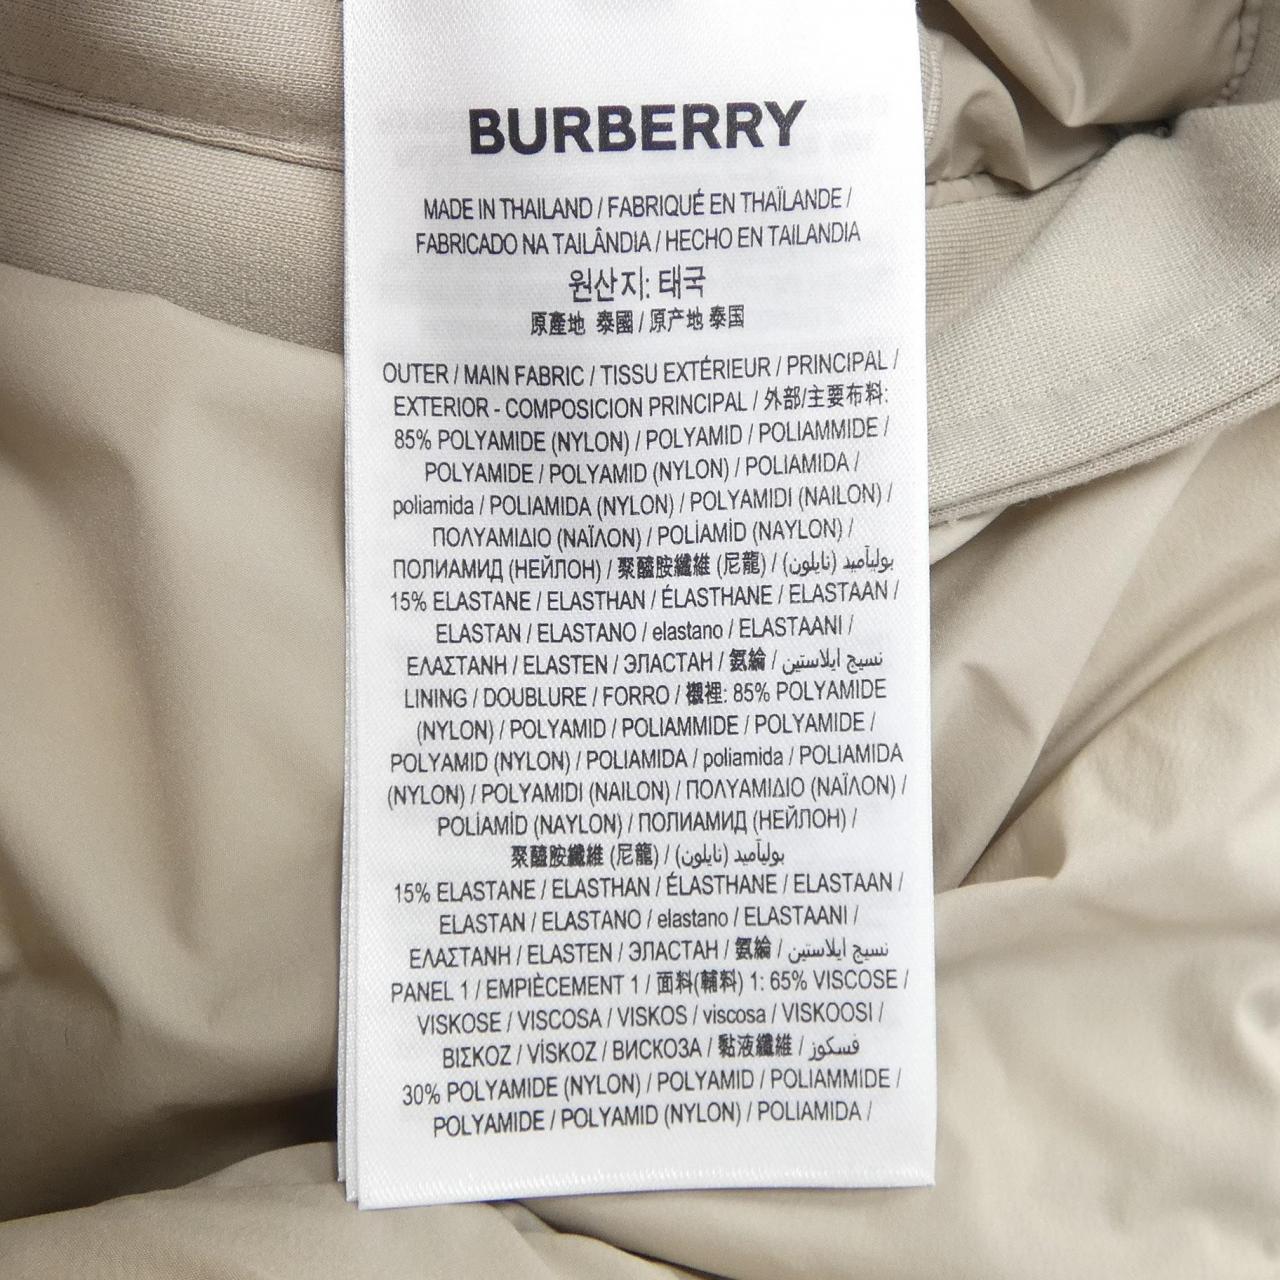 BURBERRY
MADE IN THAILAND / FABRIQUÉ EN THAÏLANDE /
FABRICADO NA TAILÂNDIA / HECHO EN TAILANDIA
원산지: 태국
原產地 泰國 / 原产地 泰国
OUTER / MAIN FABRIC / TISSU EXTÉRIEUR / PRINCIPAL /
EXTERIOR - COMPOSICION PRINCIPAL / 外部/主要布料:
85% POLYAMIDE (NYLON) / POLYAMID / POLIAMMIDE /
POLYAMIDE / POLYAMID (NYLON) / POLIAMIDA /
poliamida / POLIAMIDA (NYLON) / POLYAMIDI (NAILON) /
ΠΟΛΥΑΜΙΔΙΟ (ΝΑΪΛΟΝ) / POLİAMİD (NAYLON) /
ПОЛИАМИД (НЕЙЛОН) / 聚醯胺纖維 (尼龍) / بولیآمید (نایلون)
15% ELASTANE / ELASTHAN / ÉLASTHANE / ELASTAAN /
ELASTAN / ELASTANO / elastano / ELASTAANI /
ΕΛΑΣΤΑΝΗ / ELASTEN / ЭЛАСТАН / 氨綸 / نسیج ایلاستین
LINING / DOUBLURE / FORRO / 襯裡: 85% POLYAMIDE
(NYLON) / POLYAMID / POLIAMMIDE / POLYAMIDE /
POLYAMID (NYLON) / POLIAMIDA / poliamida / POLIAMIDA
(NYLON) / POLYAMIDI (NAILON) / ΠΟΛΥΑΜΙΔΙΟ (ΝΑΪΛΟΝ) /
POLİAMİD (NAYLON) / ПОЛИАМИД (НЕЙЛОН) /
聚醯胺纖維 (尼龍) / بولیآمید (نایلون)
15% ELASTANE / ELASTHAN / ÉLASTHANE / ELASTAAN /
ELASTAN / ELASTANO / elastano / ELASTAANI /
ΕΛΑΣΤΑΝΗ / ELASTEN / ЭЛАСТАН / 氨綸 / نسیج ایلاستین
PANEL 1 / EMPIÈCEMENT 1 / 面料(輔料) 1: 65% VISCOSE /
VISKOSE / VISCOSA / VISKOS / viscosa / VISKOOSI /
ΒΙΣΚΟΖ / VİSKOZ / ВИСКОЗА / 黏液纖維 / فسکوز
30% POLYAMIDE (NYLON) / POLYAMID / POLIAMMIDE /
POLYAMIDE / POLYAMID (NYLON) / POLIAMIDA /